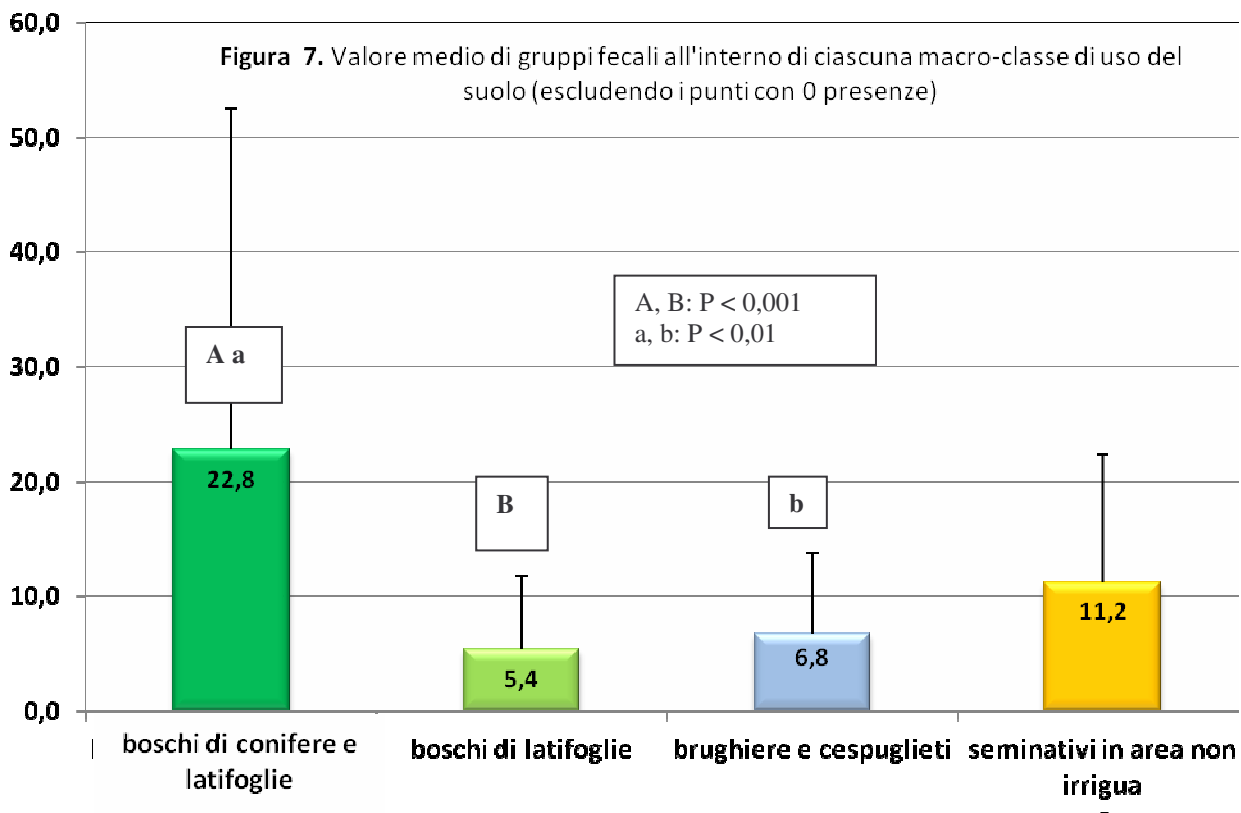 60,0
Figura 7. Valore medio di gruppi fecali all'interno di ciascuna macro-classe di uso del
suolo (escludendo i punti con 0 presenze)
50,0
40,0
A, B: P < 0,001
a, b: P < 0,01
30,0
A a
20,0
22,8
B
b
10,0
11,2
6,8
5,4
0,0
boschi di conifere e
latifoglie
boschi di latifoglie
brughiere e cespuglieti
seminativi in area non
irrigua